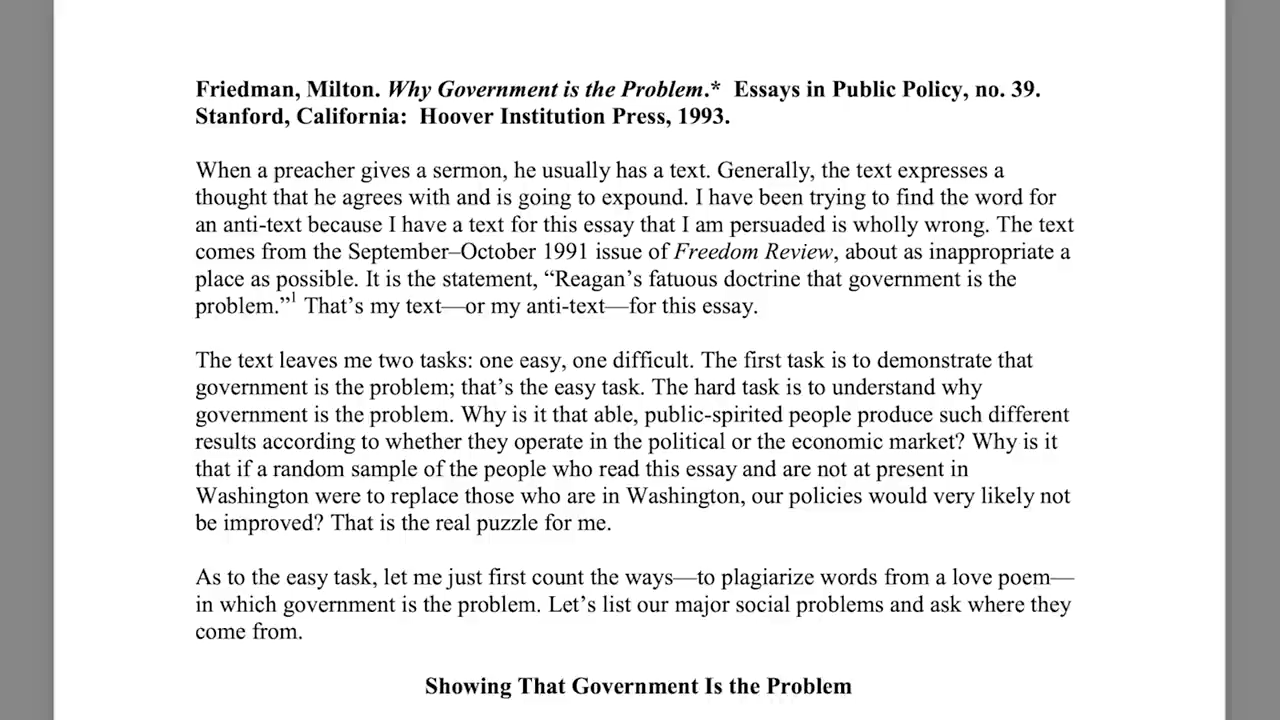 Friedman, Milton. Why Government is the Problem.* Essays in Public Policy, no. 39.
Stanford, California: Hoover Institution Press, 1993.
When a preacher gives a sermon, he usually has a text. Generally, the text expresses a
thought that he agrees with and is going to expound. I have been trying to find the word for
an anti-text because I have a text for this essay that I am persuaded is wholly wrong. The text
comes from the September–October 1991 issue of Freedom Review, about as inappropriate a
place as possible. It is the statement, “Reagan’s fatuous doctrine that government is the
problem.”1 That’s my text—or my anti-text—for this essay.
The text leaves me two tasks: one easy, one difficult. The first task is to demonstrate that
government is the problem; that’s the easy task. The hard task is to understand why
government is the problem. Why is it that able, public-spirited people produce such different
results according to whether they operate in the political or the economic market? Why is it
that if a random sample of the people who read this essay and are not at present in
Washington were to replace those who are in Washington, our policies would very likely not
be improved? That is the real puzzle for me.
As to the easy task, let me just first count the ways—to plagiarize words from a love poem—
in which government is the problem. Let’s list our major social problems and ask where they
come from.
Showing That Government Is the Problem